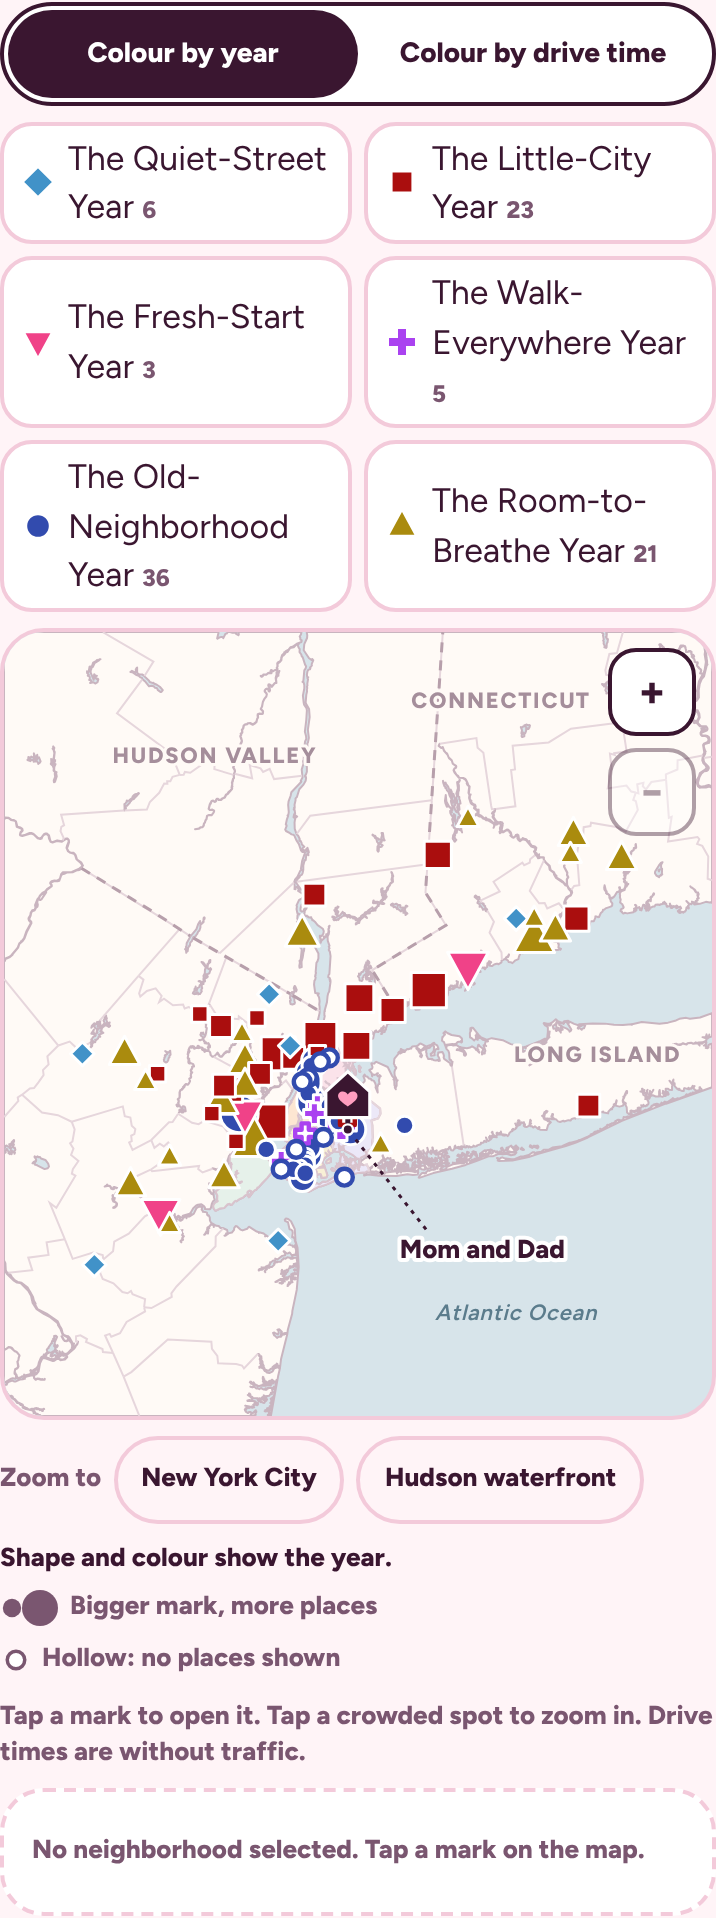 Colour by year
Colour by drive time
The Quiet-Street
Year 6
The Little-City
Year 23
The Fresh-Start
Year 3
The Walk-
Everywhere Year
5
The Old-
Neighborhood
Year 36
The Room-to-
Breathe Year 21
+
−
CONNECTICUT
HUDSON VALLEY
LONG ISLAND
Mom and Dad
Atlantic Ocean
Zoom to
New York City
Hudson waterfront
Shape and colour show the year.
Bigger mark, more places
Hollow: no places shown
Tap a mark to open it. Tap a crowded spot to zoom in. Drive
times are without traffic.
No neighborhood selected. Tap a mark on the map.